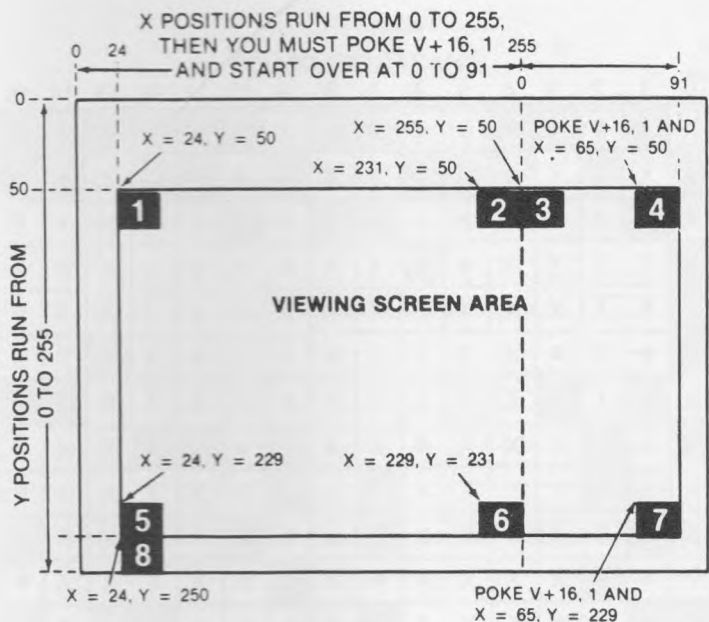 X POSITIONS RUN FROM 0 TO 255,
THEN YOU MUST POKE V+16, 1
AND START OVER AT 0 TO 91
0 24 255
0 91
0
X = 24, Y = 50
X = 255, Y = 50
X = 231, Y = 50
POKE V+16, 1 AND
X = 65, Y = 50
50
1 2 3 4
VIEWING SCREEN AREA
Y POSITIONS RUN FROM
0 TO 255
X = 24, Y = 229
X = 229, Y = 231
5 6 7
8
X = 24, Y = 250
POKE V+16, 1 AND
X = 65, Y = 229